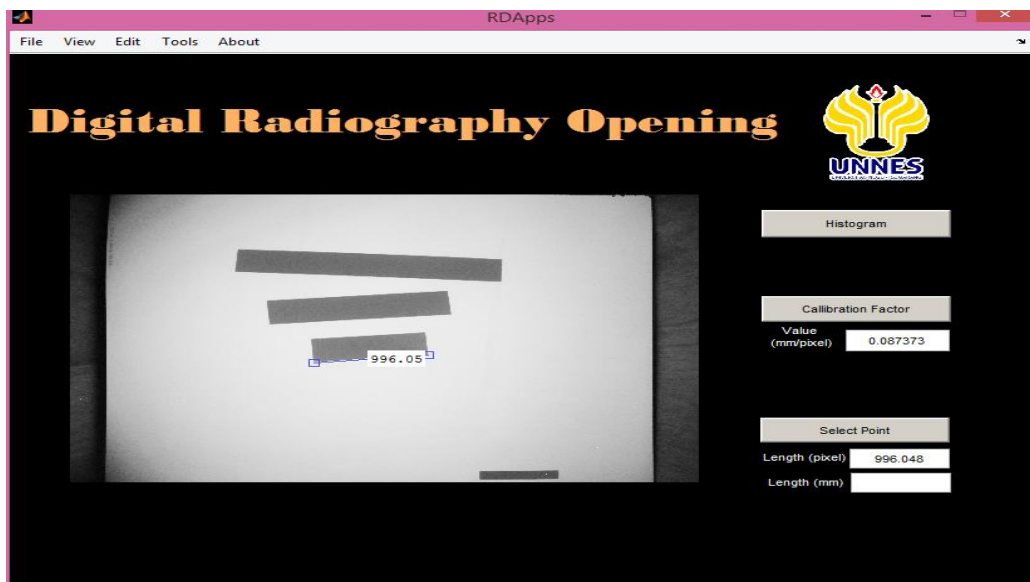 RDApps
File View Edit Tools About
Digital Radiography Opening
UNNES
Histogram
Callibration Factor
Value
(mm/pixel)
0.087373
996.05
Select Point
Length (pixel) 996.048
Length (mm)